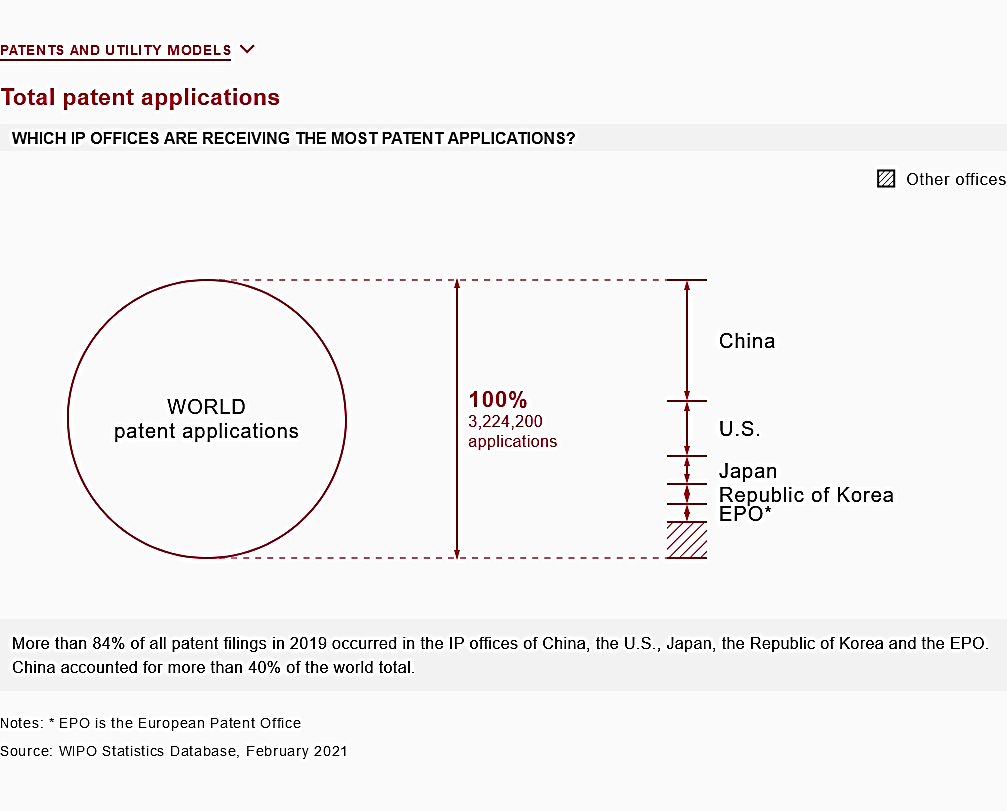 PATENTS AND UTILITY MODELS
Total patent applications
WHICH IP OFFICES ARE RECEIVING THE MOST PATENT APPLICATIONS?
Other offices
WORLD
patent applications
100%
3,224,200
applications
China
U.S.
Japan
Republic of Korea
EPO*
More than 84% of all patent filings in 2019 occurred in the IP offices of China, the U.S., Japan, the Republic of Korea and the EPO.
China accounted for more than 40% of the world total.
Notes: * EPO is the European Patent Office
Source: WIPO Statistics Database, February 2021